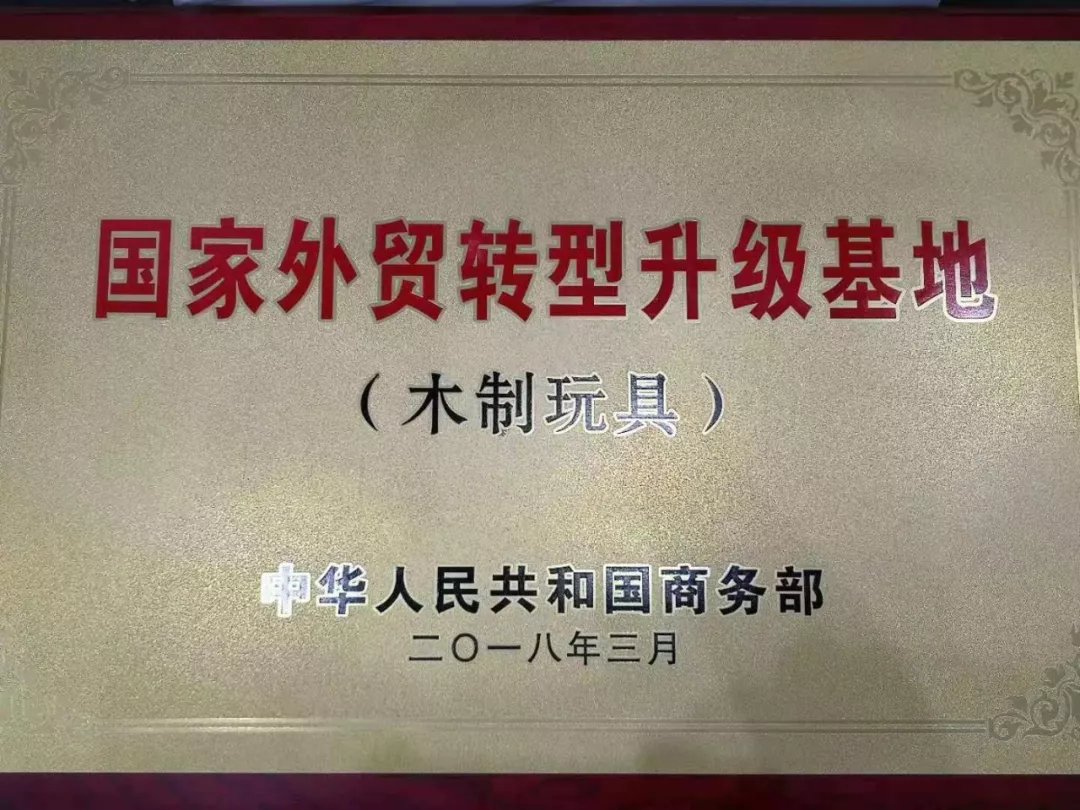 国家外贸转型升级基地
（木制玩具）
中华人民共和国商务部
二〇一八年三月